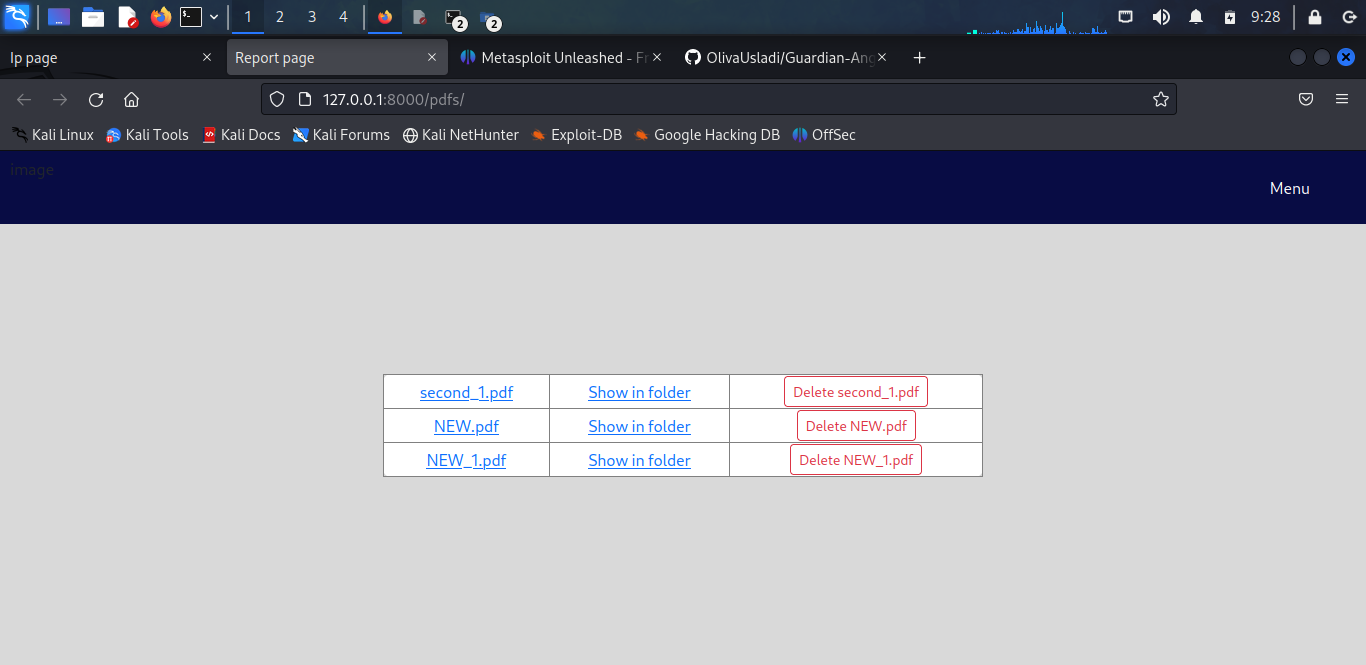 1 2 3 4 2 2 9:28
Ip page Report page Metasploit Unleashed - Fr OlivaUsladi/Guardian-Ang
127.0.0.1:8000/pdfs/
Kali Linux Kali Tools Kali Docs Kali Forums Kali NetHunter Exploit-DB Google Hacking DB OffSec
image
Menu
second_1.pdf Show in folder Delete second_1.pdf
NEW.pdf Show in folder Delete NEW.pdf
NEW_1.pdf Show in folder Delete NEW_1.pdf